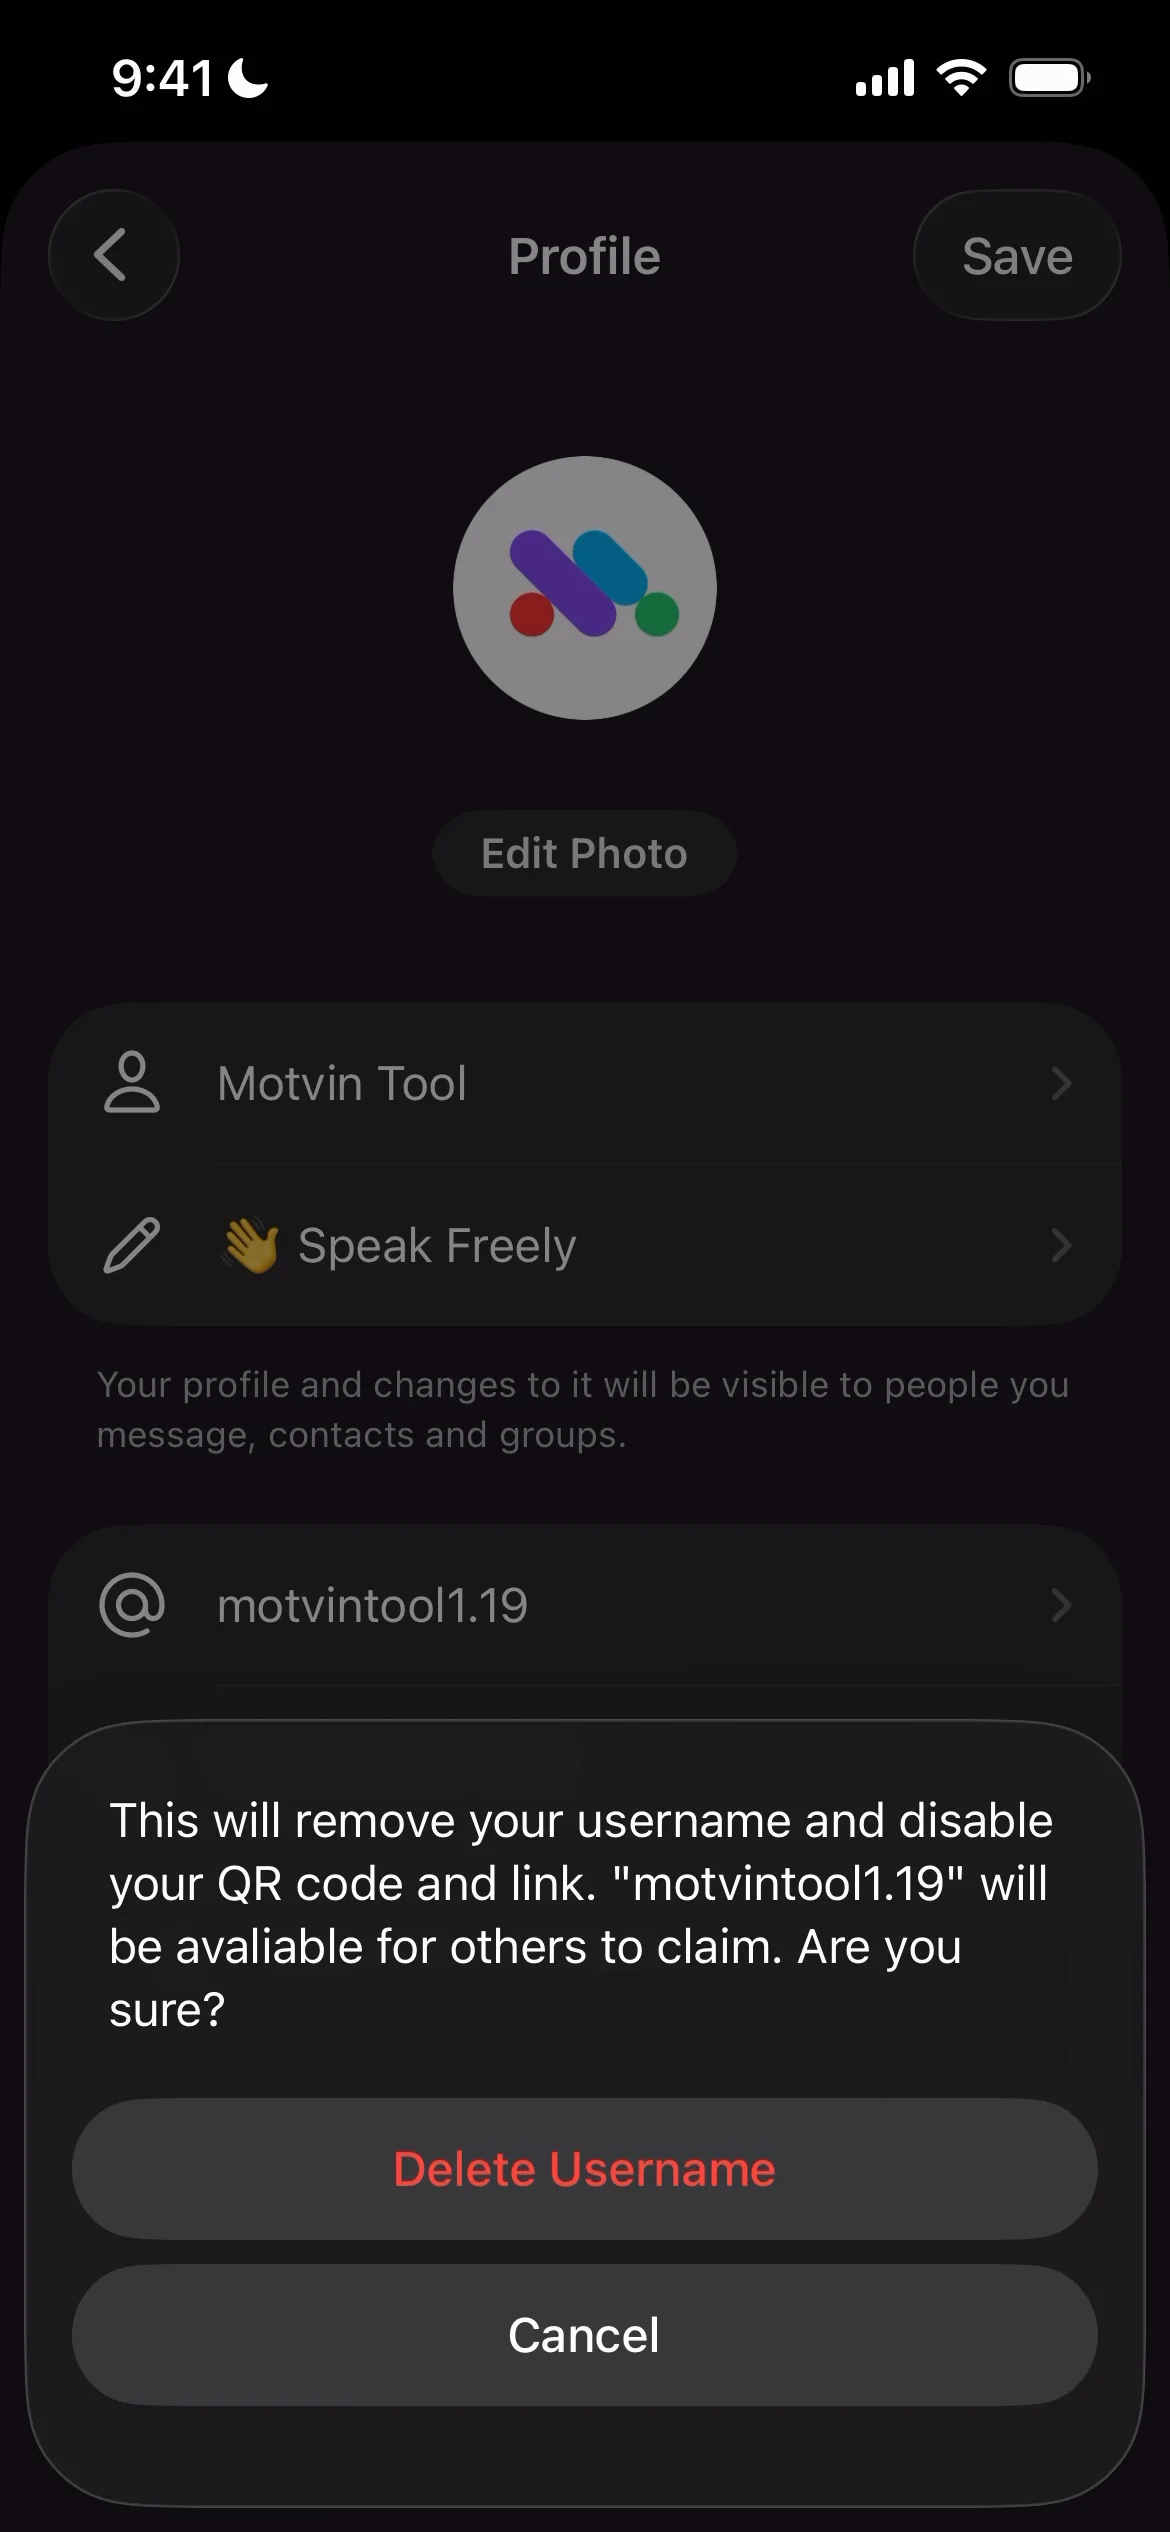 9:41
Profile
Save
Edit Photo
Motvin Tool
👋 Speak Freely
Your profile and changes to it will be visible to people you
message, contacts and groups.
motvintool1.19
This will remove your username and disable
your QR code and link. "motvintool1.19" will
be avaliable for others to claim. Are you
sure?
Delete Username
Cancel